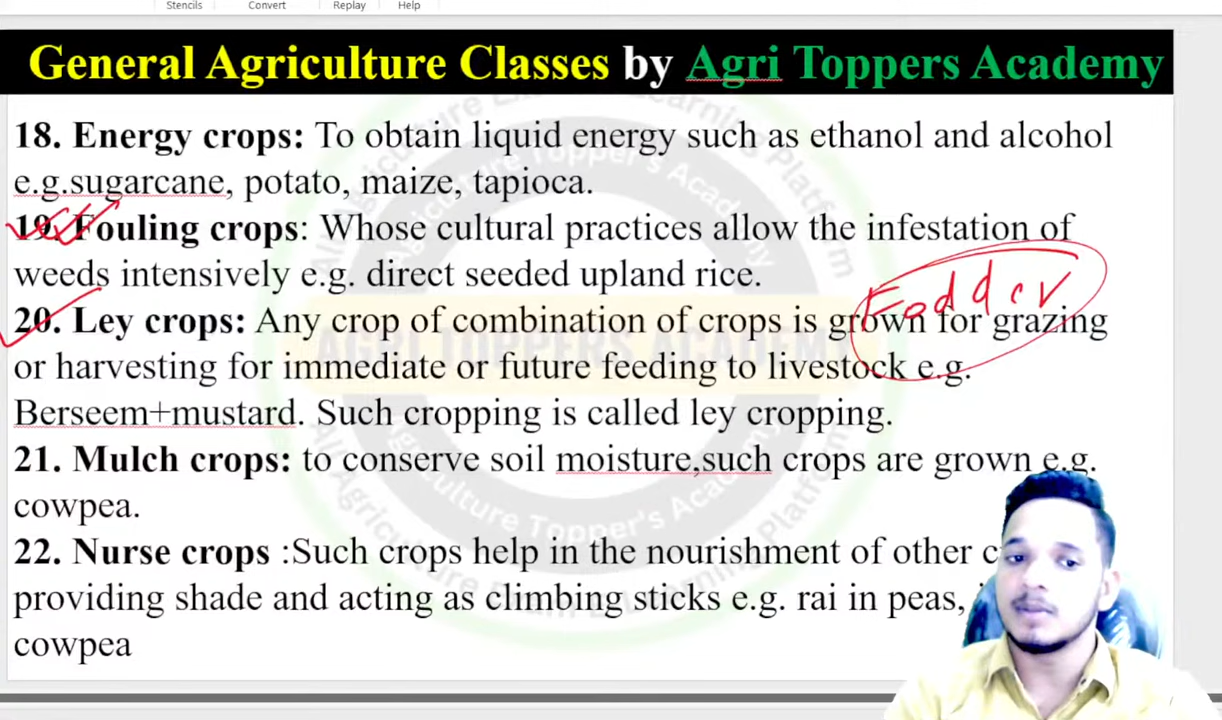 Stencils Convert Replay Help
General Agriculture Classes by Agri Toppers Academy
18. Energy crops: To obtain liquid energy such as ethanol and alcohol
e.g.sugarcane, potato, maize, tapioca.
19. Fouling crops: Whose cultural practices allow the infestation of
weeds intensively e.g. direct seeded upland rice.
Fodder
20. Ley crops: Any crop of combination of crops is grown for grazing
or harvesting for immediate or future feeding to livestock e.g.
Berseem+mustard. Such cropping is called ley cropping.
21. Mulch crops: to conserve soil moisture,such crops are grown e.g.
cowpea.
22. Nurse crops :Such crops help in the nourishment of other
providing shade and acting as climbing sticks e.g. rai in peas,
cowpea
AGRI TOPPERS ACADEMY